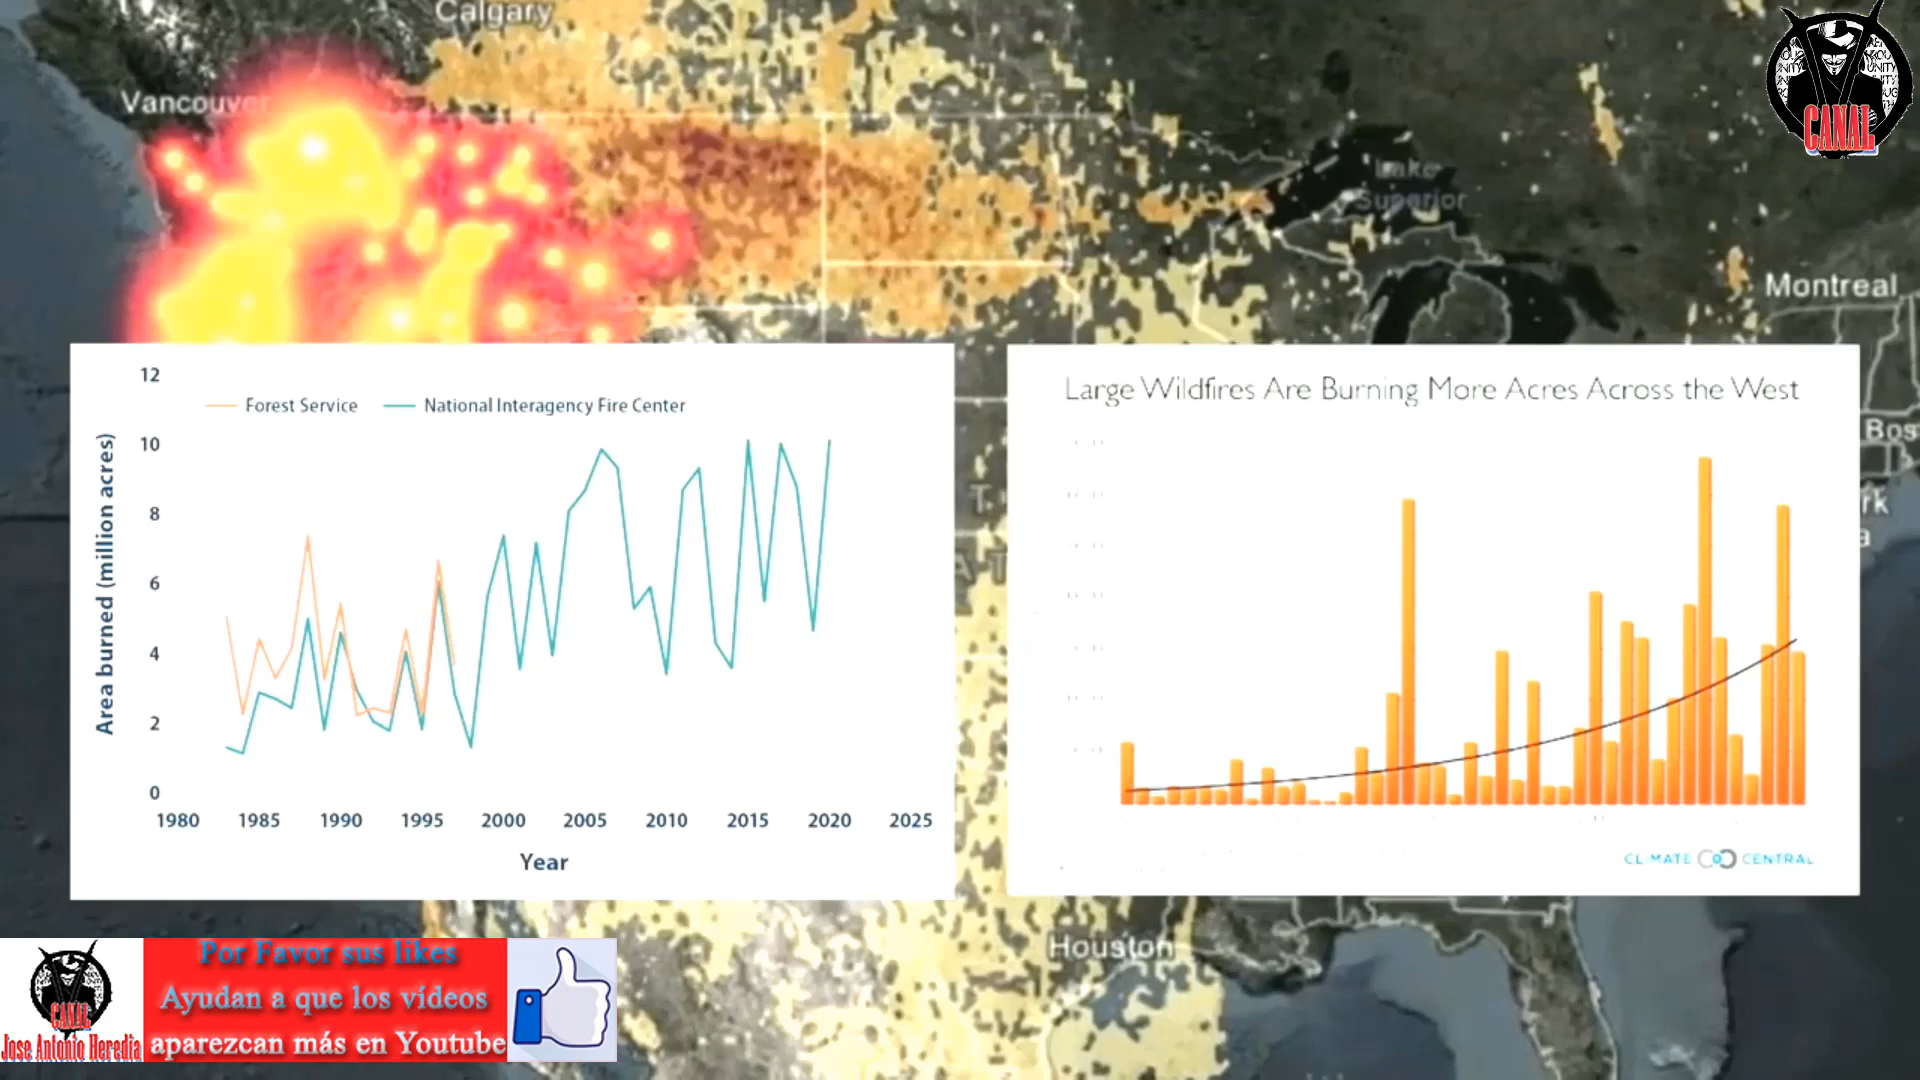 Calgary
Vancouver
CANAL
Lake
Superior
Montreal
12
Forest Service
National Interagency Fire Center
10
8
6
4
2
0
Area burned (million acres)
1980 1985 1990 1995 2000 2005 2010 2015 2020 2025
Year
Large Wildfires Are Burning More Acres Across the West
CLIMATE CENTRAL
Bos
rk
Houston
Por Favor sus likes
Ayudan a que los vídeos
aparezcan más en Youtube
CANAL
Jose Antonio Heredia